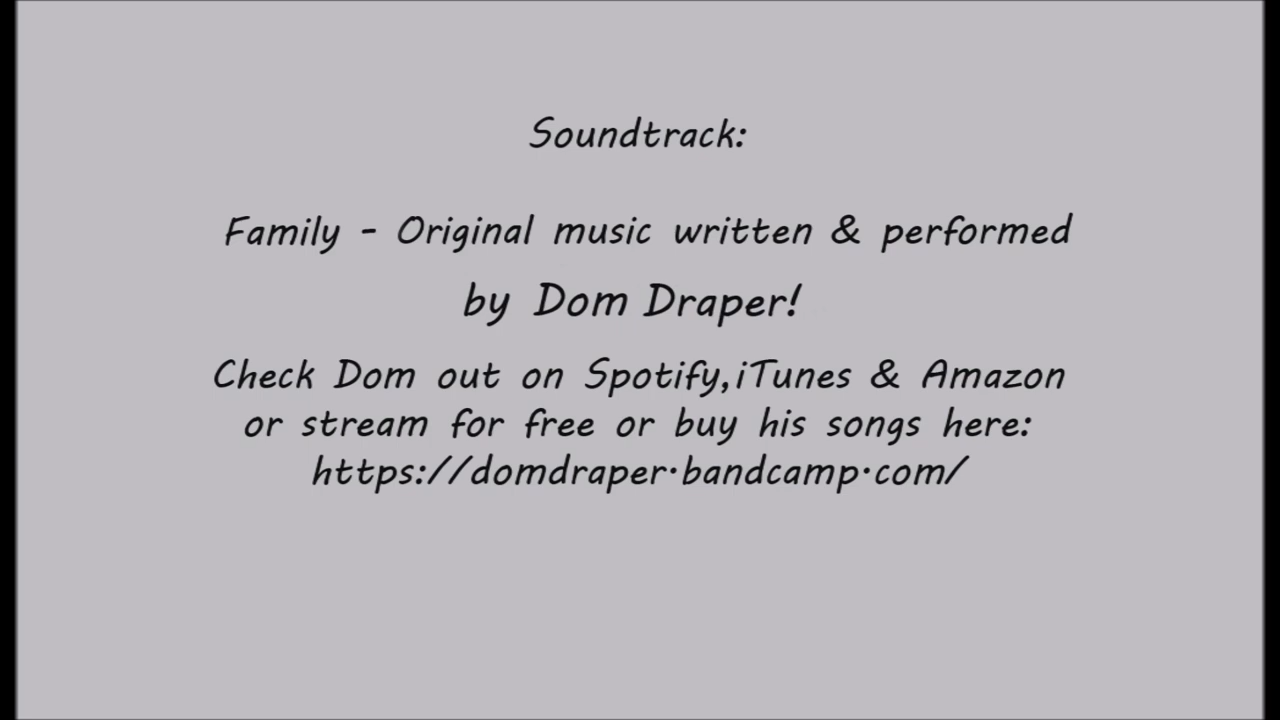 Soundtrack:
Family - Original music written & performed
by Dom Draper!
Check Dom out on Spotify,iTunes & Amazon
or stream for free or buy his songs here:
https://domdraper.bandcamp.com/